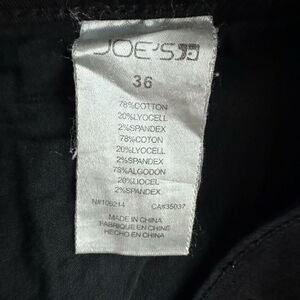 JOE'S
36
78%COTTON
20%LYOCELL
2%SPANDEX
78%COTON
20%LYOCELL
2%SPANDEX
78%ALGODON
20%LIOCEL
2%SPANDEX
N#106214 CA#35037
MADE IN CHINA
FABRIQUE EN CHINE
HECHO EN CHINA